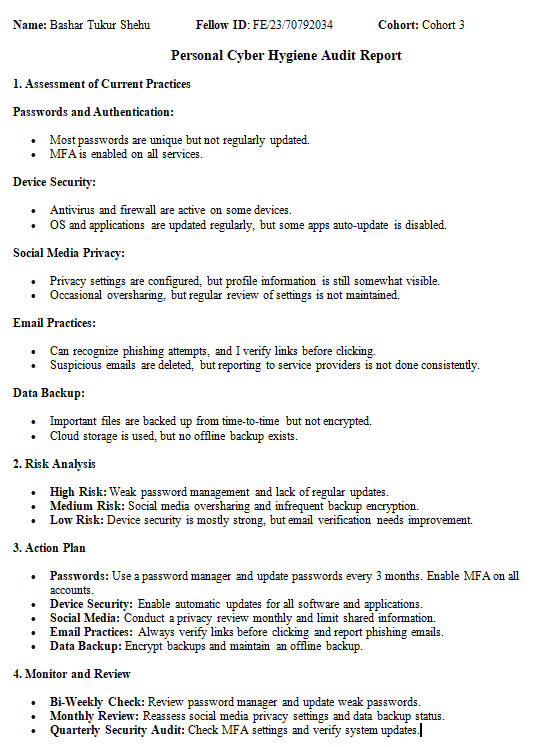 Name: Bashar Tukur Shehu Fellow ID: FE/23/70792034 Cohort: Cohort 3
Personal Cyber Hygiene Audit Report
1. Assessment of Current Practices
Passwords and Authentication:
• Most passwords are unique but not regularly updated.
• MFA is enabled on all services.
Device Security:
• Antivirus and firewall are active on some devices.
• OS and applications are updated regularly, but some apps auto-update is disabled.
Social Media Privacy:
• Privacy settings are configured, but profile information is still somewhat visible.
• Occasional oversharing, but regular review of settings is not maintained.
Email Practices:
• Can recognize phishing attempts, and I verify links before clicking.
• Suspicious emails are deleted, but reporting to service providers is not done consistently.
Data Backup:
• Important files are backed up from time-to-time but not encrypted.
• Cloud storage is used, but no offline backup exists.
2. Risk Analysis
• High Risk: Weak password management and lack of regular updates.
• Medium Risk: Social media oversharing and infrequent backup encryption.
• Low Risk: Device security is mostly strong, but email verification needs improvement.
3. Action Plan
• Passwords: Use a password manager and update passwords every 3 months. Enable MFA on all
accounts.
• Device Security: Enable automatic updates for all software and applications.
• Social Media: Conduct a privacy review monthly and limit shared information.
• Email Practices: Always verify links before clicking and report phishing emails.
• Data Backup: Encrypt backups and maintain an offline backup.
4. Monitor and Review
• Bi-Weekly Check: Review password manager and update weak passwords.
• Monthly Review: Reassess social media privacy settings and data backup status.
• Quarterly Security Audit: Check MFA settings and verify system updates.